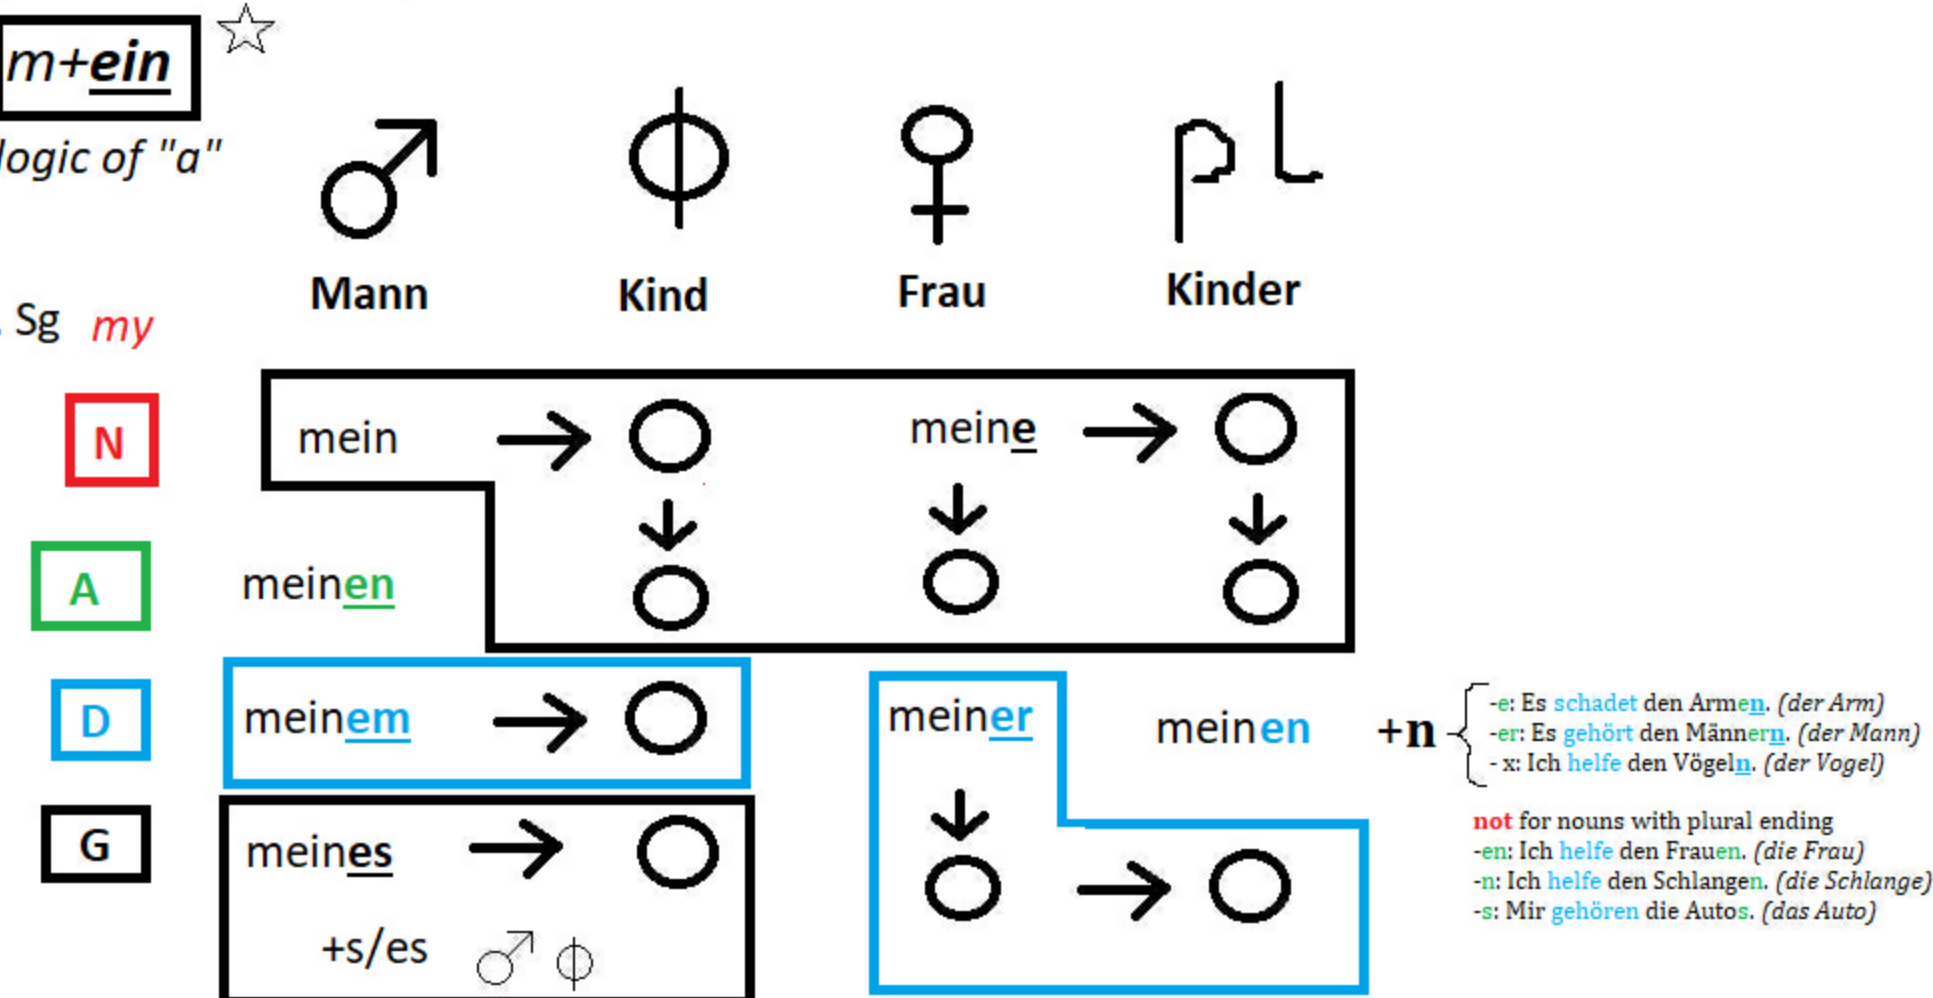 m+ein
logic of "a"
Mann Kind Frau Kinder
pl
. Sg my
N mein meine
A meinen
D meinem meiner meinen +n
-e: Es schadet den Armen. (der Arm)
-er: Es gehört den Männern. (der Mann)
- x: Ich helfe den Vögeln. (der Vogel)
not for nouns with plural ending
-en: Ich helfe den Frauen. (die Frau)
-n: Ich helfe den Schlangen. (die Schlange)
-s: Mir gehören die Autos. (das Auto)
G meines
+s/es